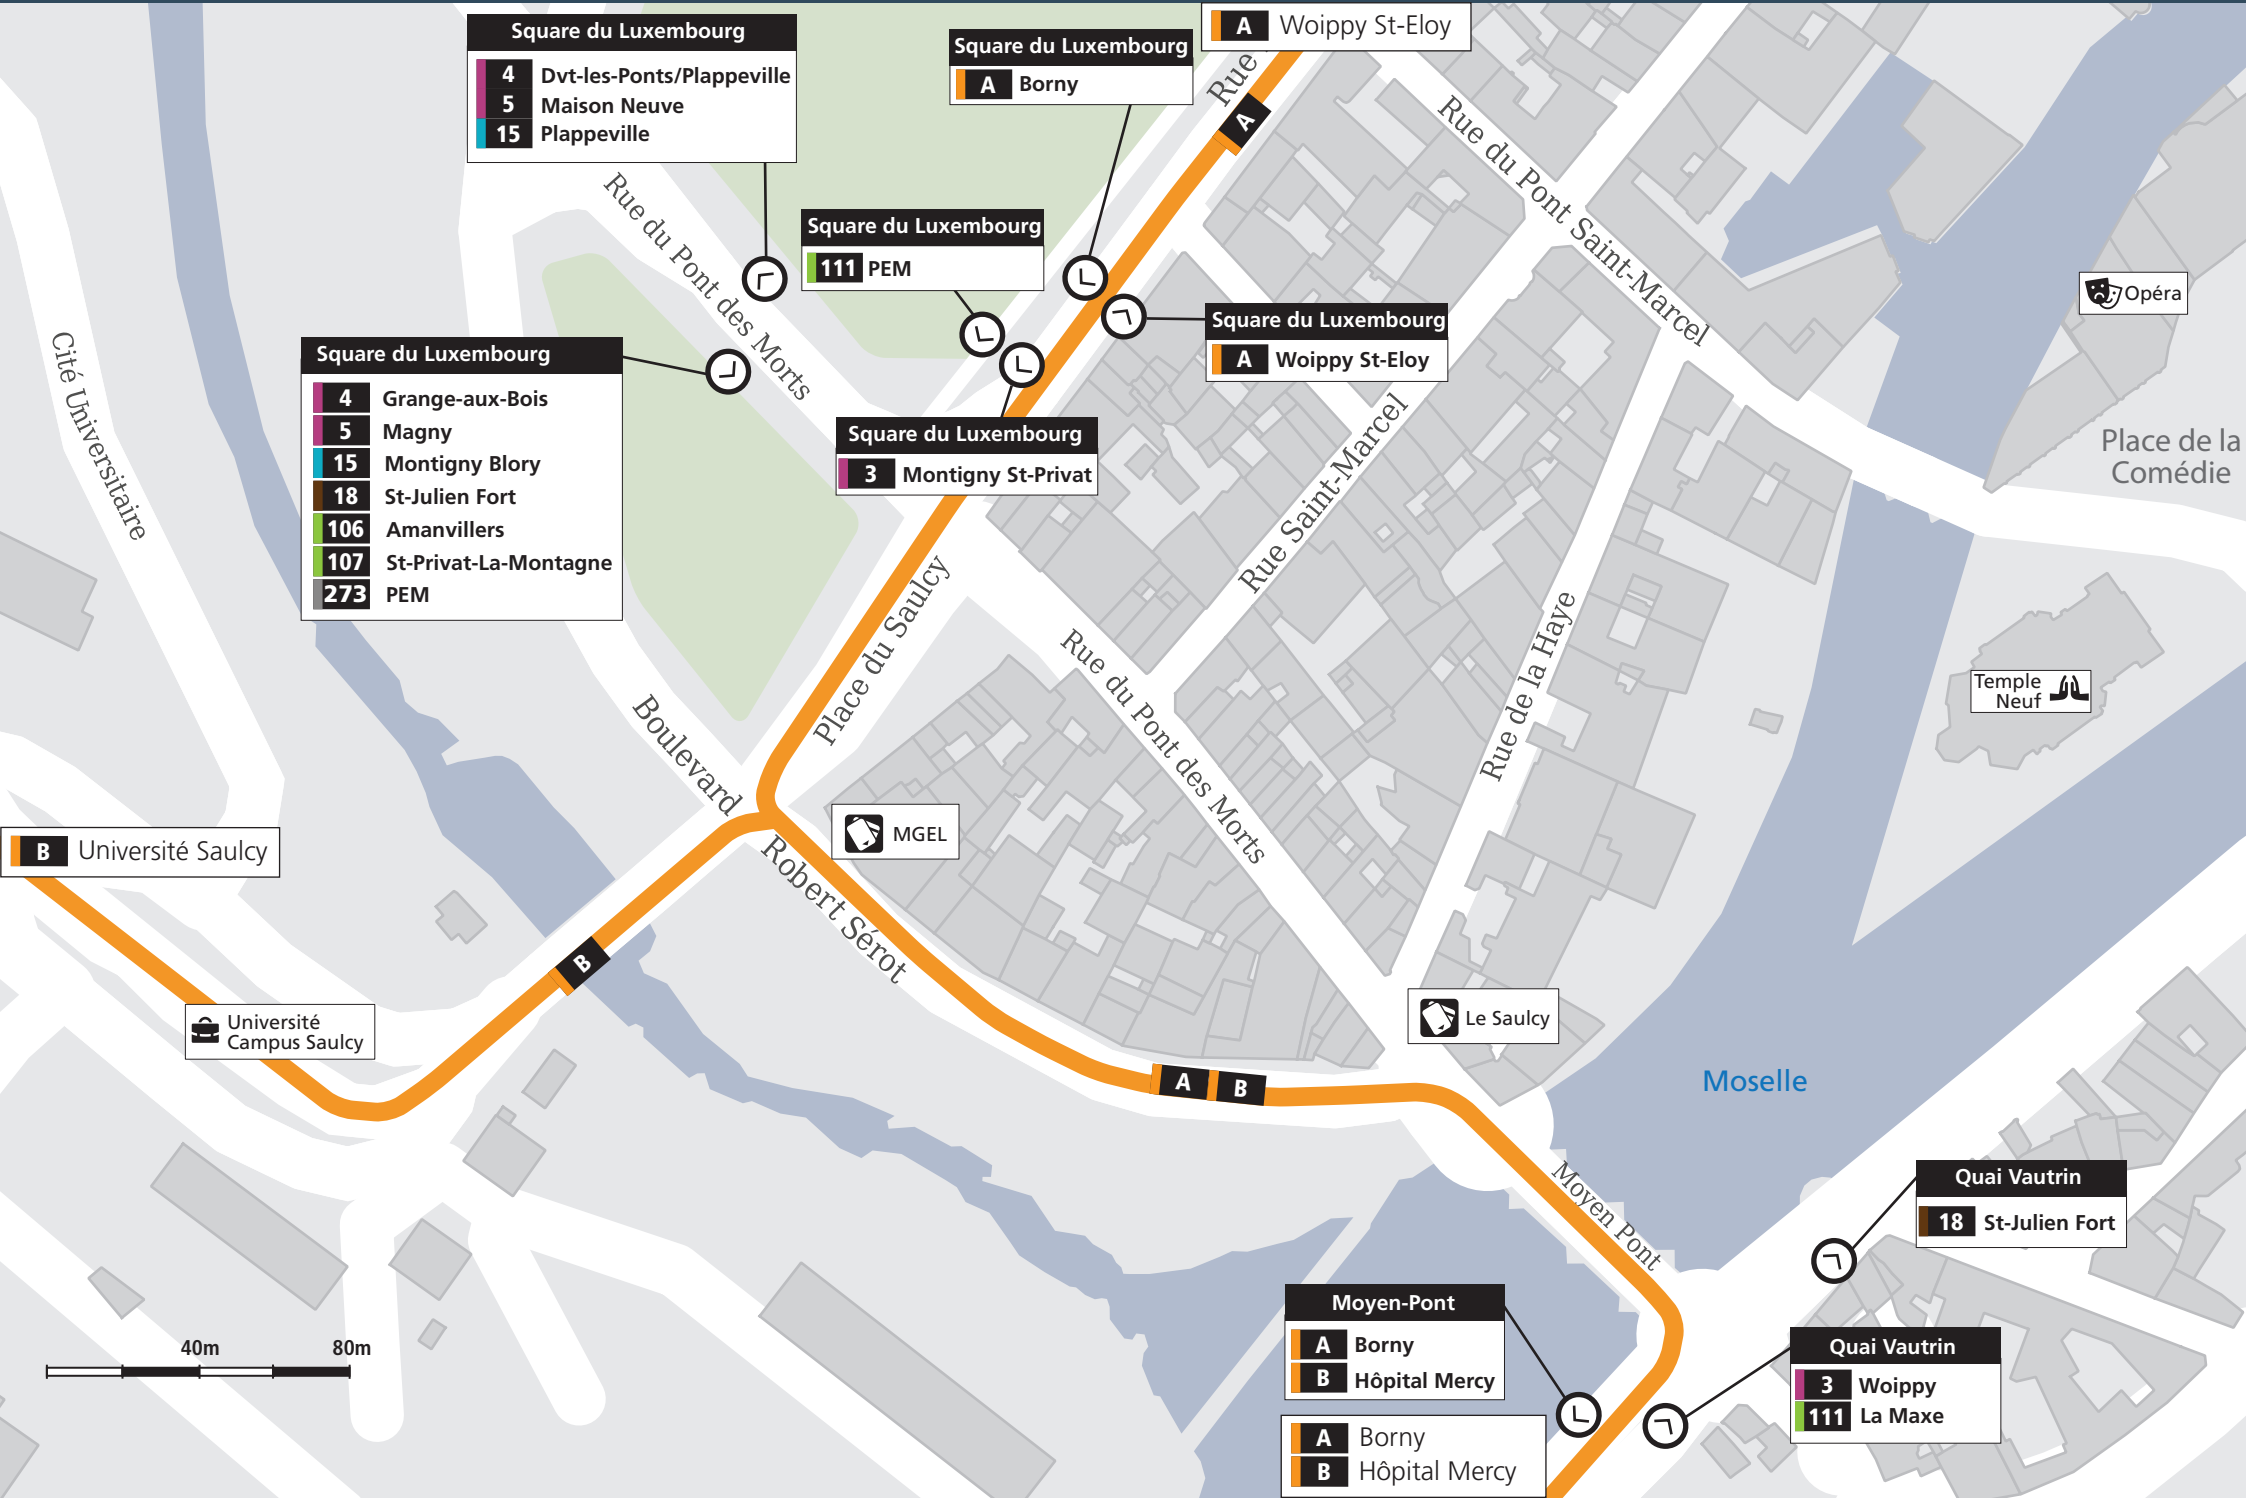 A Woippy St-Eloy
Square du Luxembourg
4 Dvt-les-Ponts/Plappeville
5 Maison Neuve
15 Plappeville
Square du Luxembourg
A Borny
Rue
A
Rue du Pont Saint-Marcel
Rue du Pont des Morts
Square du Luxembourg
111 PEM
Opéra
Square du Luxembourg
A Woippy St-Eloy
Cité Universitaire
Square du Luxembourg
4 Grange-aux-Bois
5 Magny
15 Montigny Blory
18 St-Julien Fort
106 Amanvillers
107 St-Privat-La-Montagne
273 PEM
Square du Luxembourg
3 Montigny St-Privat
Rue Saint-Marcel
Place de la
Comédie
Place du Saulcy
Rue du Pont des Morts
Rue de la Haye
Temple
Neuf
Boulevard
Robert Sérot
MGEL
B Université Saulcy
B
Université
Campus Saulcy
Le Saulcy
A B
Moselle
Moyen Pont
Quai Vautrin
18 St-Julien Fort
Moyen-Pont
A Borny
B Hôpital Mercy
Quai Vautrin
3 Woippy
111 La Maxe
40m 80m
A Borny
B Hôpital Mercy